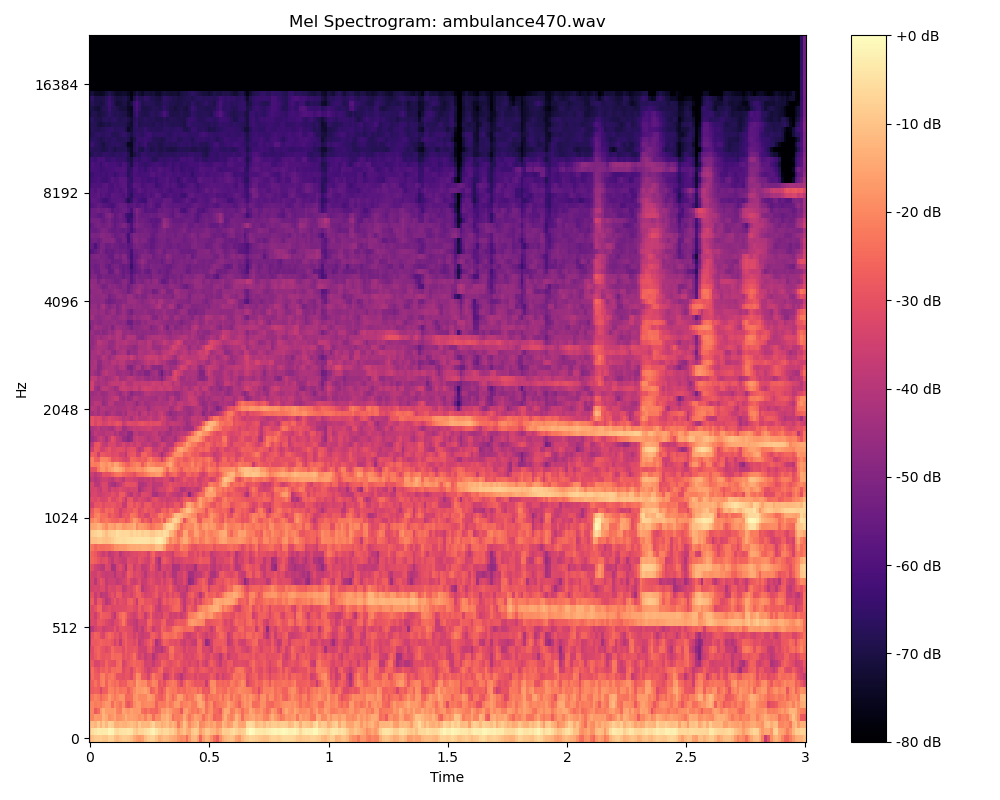 Mel Spectrogram: ambulance470.wav
+0 dB
16384
-10 dB
8192
-20 dB
4096
-30 dB
Hz
2048
-40 dB
1024
-50 dB
512
-60 dB
-70 dB
0
-80 dB
0 0.5 1 1.5 2 2.5 3
Time